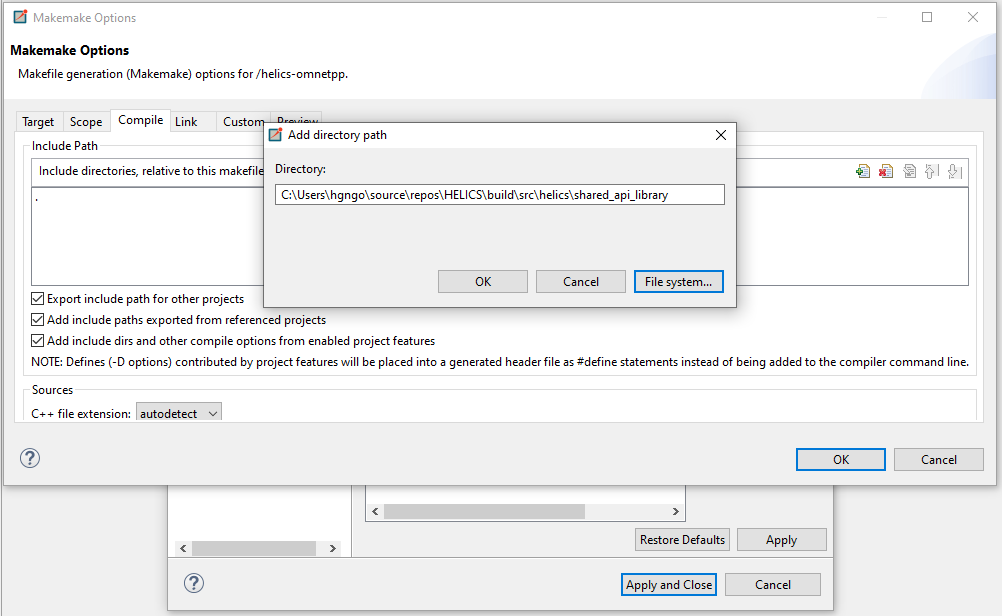 Makemake Options
Makemake Options
Makefile generation (Makemake) options for /helics-omnetpp.
Target Scope Compile Link Custom Preview
Add directory path
Include Path
Include directories, relative to this makefile
Directory:
C:\Users\hgngo\source\repos\HELICS\build\src\helics\shared_api_library
.
OK Cancel File system...
Export include path for other projects
Add include paths exported from referenced projects
Add include dirs and other compile options from enabled project features
NOTE: Defines (-D options) contributed by project features will be placed into a generated header file as #define statements instead of being added to the compiler command line.
Sources
C++ file extension: autodetect
?
OK Cancel
Restore Defaults Apply
?
Apply and Close Cancel